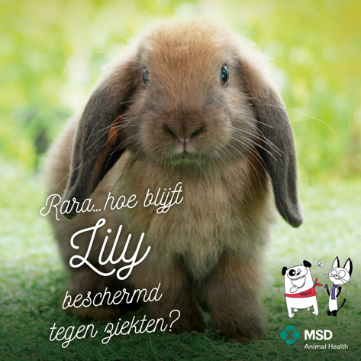 Rara...hoe blijft
Lily
beschermd
tegen ziekten?
MSD
Animal Health